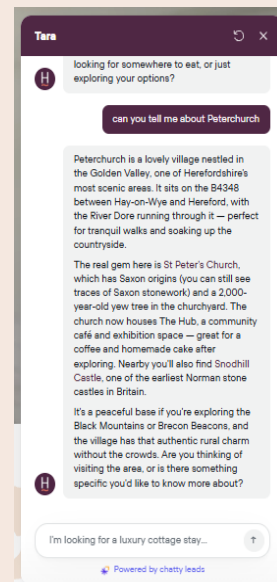 Tara
looking for somewhere to eat, or just
exploring your options?
H
can you tell me about Peterchurch
Peterchurch is a lovely village nestled in
the Golden Valley, one of Herefordshire's
most scenic areas. It sits on the B4348
between Hay-on-Wye and Hereford, with
the River Dore running through it — perfect
for tranquil walks and soaking up the
countryside.
The real gem here is St Peter's Church,
which has Saxon origins (you can still see
traces of Saxon stonework) and a 2,000-
year-old yew tree in the churchyard. The
church now houses The Hub, a community
café and exhibition space — great for a
coffee and homemade cake after
exploring. Nearby you'll also find Snodhill
Castle, one of the earliest Norman stone
castles in Britain.
It's a peaceful base if you're exploring the
Black Mountains or Brecon Beacons, and
the village has that authentic rural charm
without the crowds. Are you thinking of
visiting the area, or is there something
specific you'd like to know more about?
H
I'm looking for a luxury cottage stay...
Powered by chatty leads